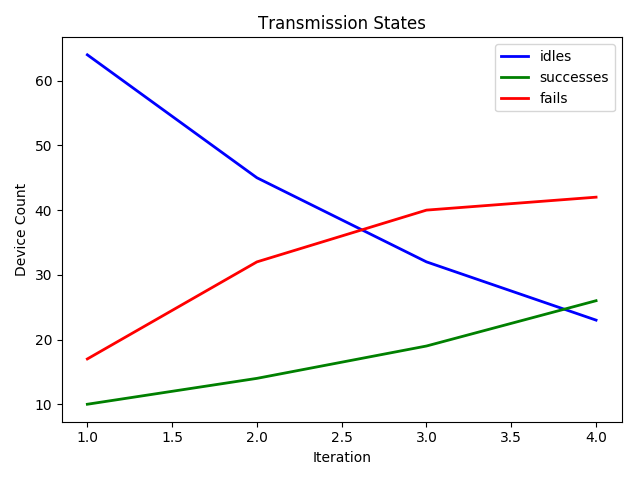 Transmission States
idles
successes
fails
Device Count
60
50
40
30
20
10
1.0 1.5 2.0 2.5 3.0 3.5 4.0
Iteration